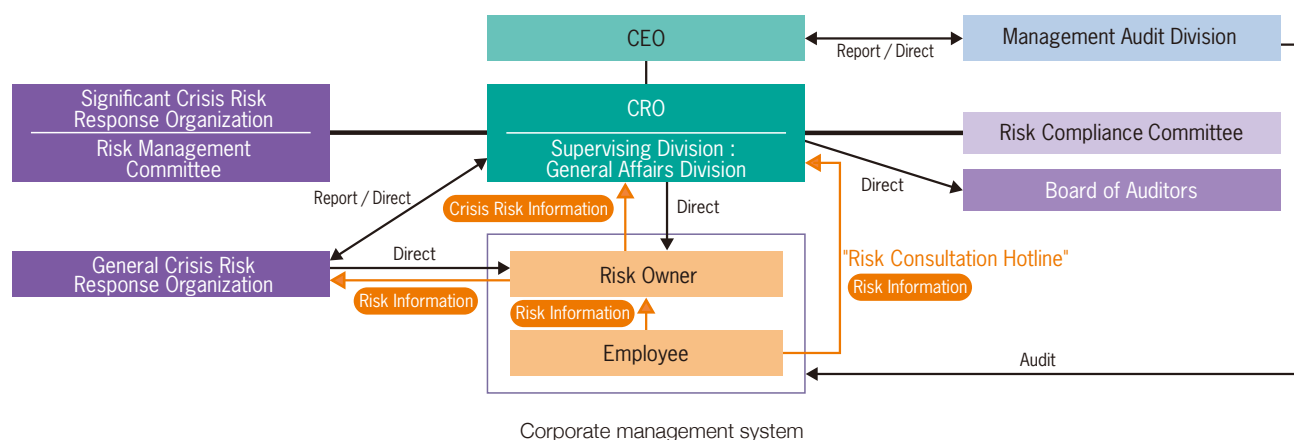 CEO
Report / Direct
Management Audit Division
Significant Crisis Risk
Response Organization
Risk Management
Committee
CRO
Supervising Division :
General Affairs Division
Risk Compliance Committee
Direct
Board of Auditors
Report / Direct
Crisis Risk Information
Direct
General Crisis Risk
Response Organization
Direct
Risk Information
Risk Owner
"Risk Consultation Hotline"
Risk Information
Risk Information
Employee
Audit
Corporate management system